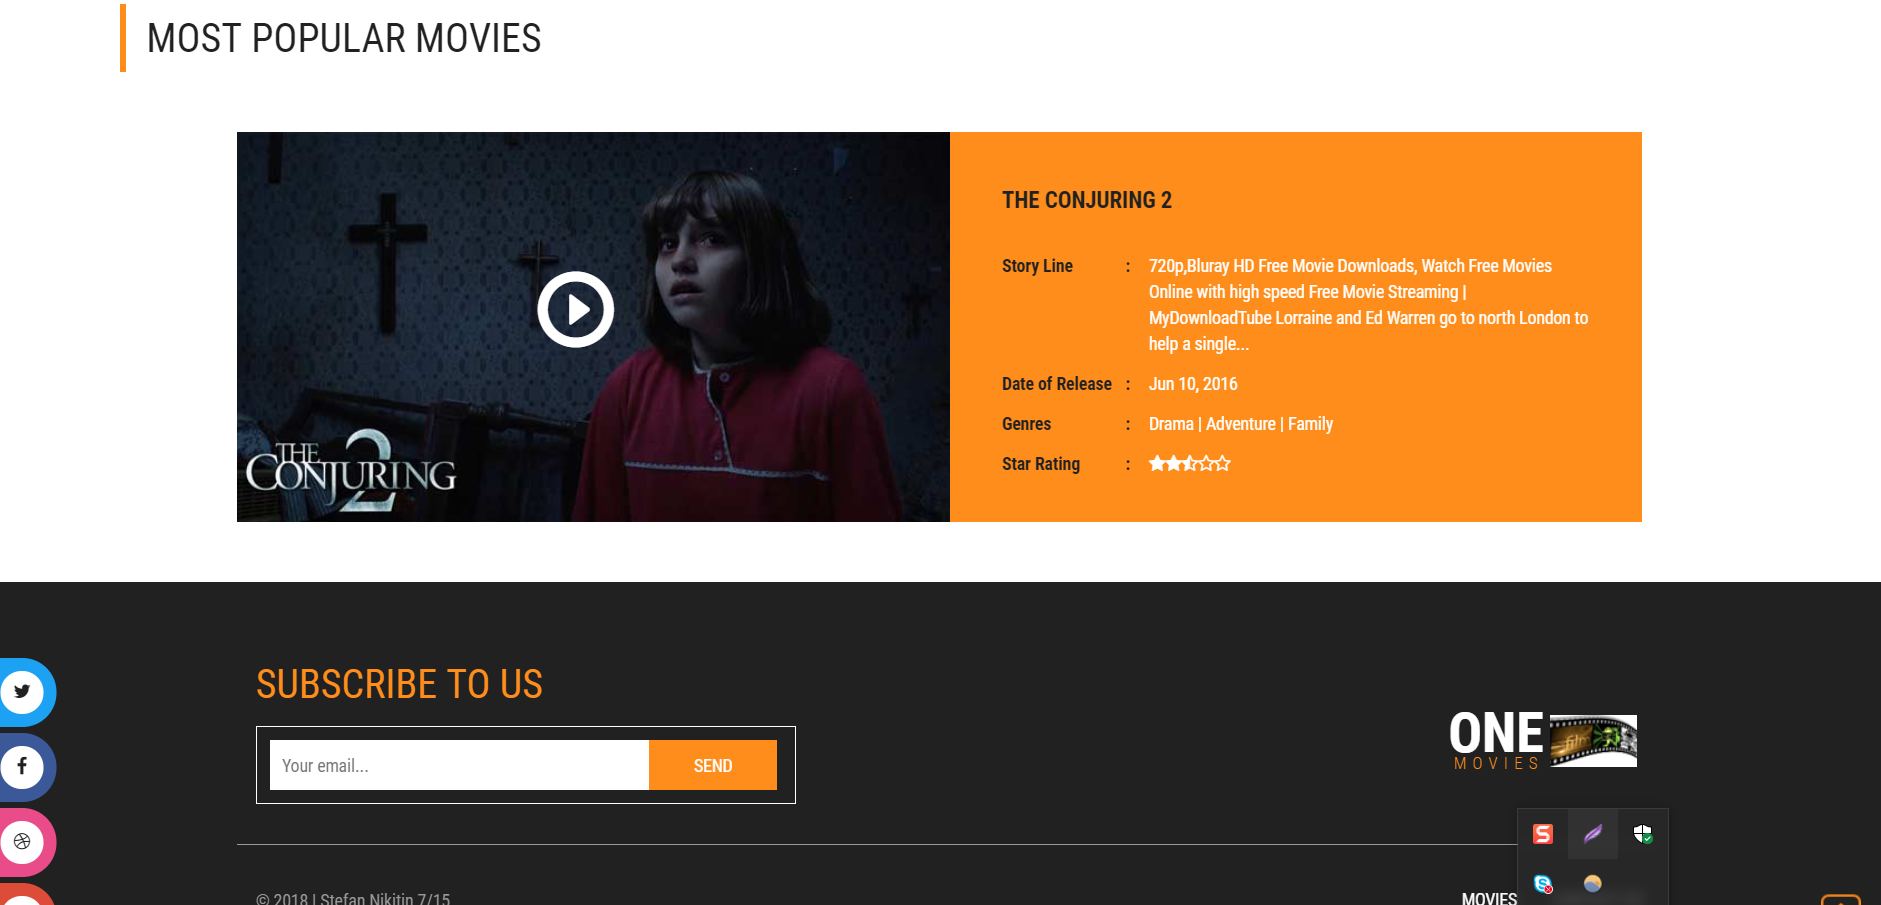 MOST POPULAR MOVIES
THE
CONJURING
2
THE CONJURING 2
Story Line : 720p,Bluray HD Free Movie Downloads, Watch Free Movies
Online with high speed Free Movie Streaming |
MyDownloadTube Lorraine and Ed Warren go to north London to
help a single...
Date of Release : Jun 10, 2016
Genres : Drama | Adventure | Family
Star Rating :
SUBSCRIBE TO US
Your email...
SEND
ONE
MOVIES
film
© 2018 | Stefan Nikitin 7/15
MOVIES